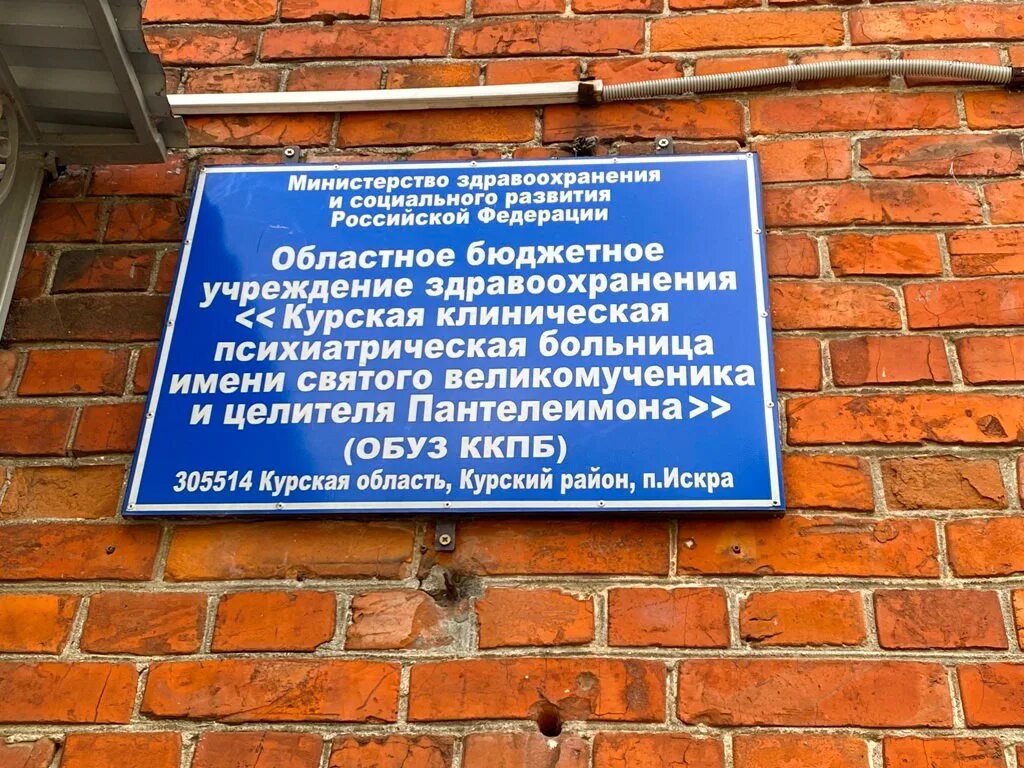 Министерство здравоохранения
и социального развития
Российской Федерации
Областное бюджетное
учреждение здравоохранения
<<Курская клиническая
психиатрическая больница
имени святого великомученика
и целителя Пантелеимона>>
(ОБУЗ ККПБ)
305514 Курская область, Курский район, п.Искра